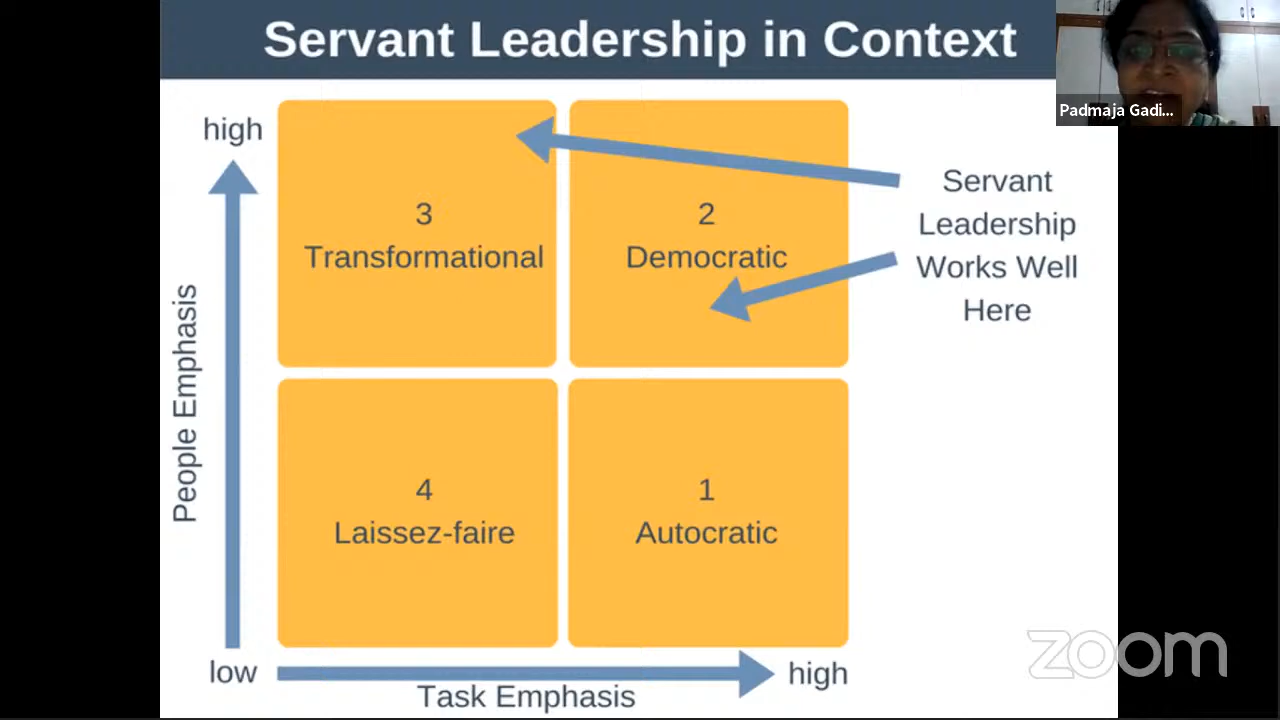 Servant Leadership in Context
Padmaja Gadi...
high
3
Transformational
2
Democratic
Servant
Leadership
Works Well
Here
People Emphasis
4
Laissez-faire
1
Autocratic
low
high
Task Emphasis
zoom